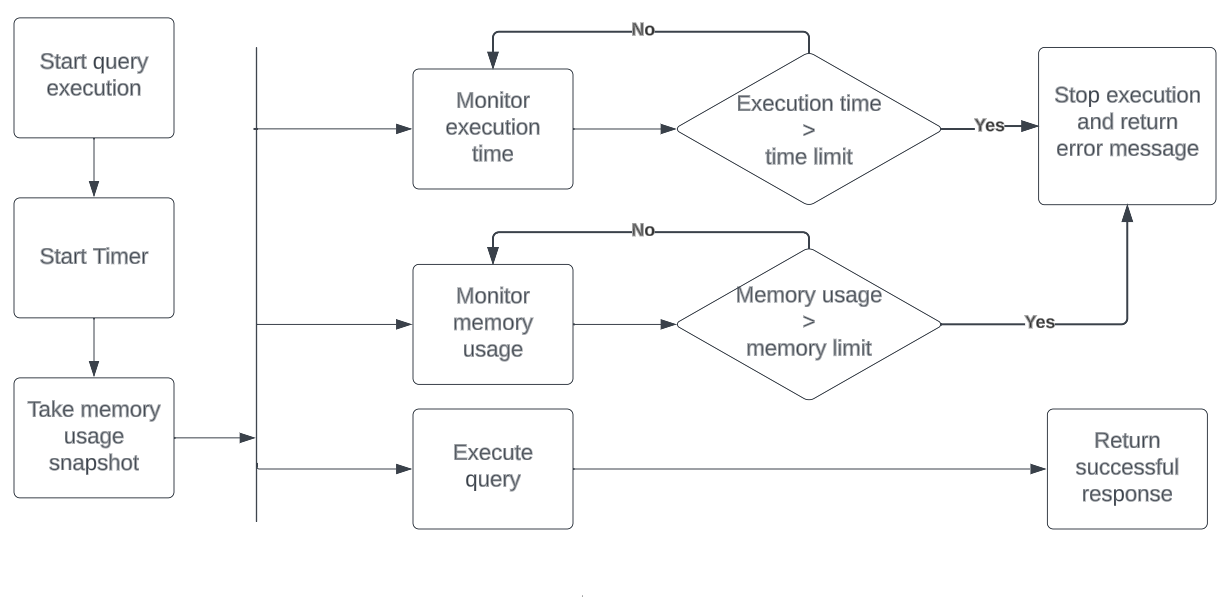 Start query
execution
Start Timer
Take memory
usage
snapshot
No
Monitor
execution
time
Execution time
>
time limit
Yes
Stop execution
and return
error message
No
Monitor
memory
usage
Memory usage
>
memory limit
Yes
Execute
query
Return
successful
response